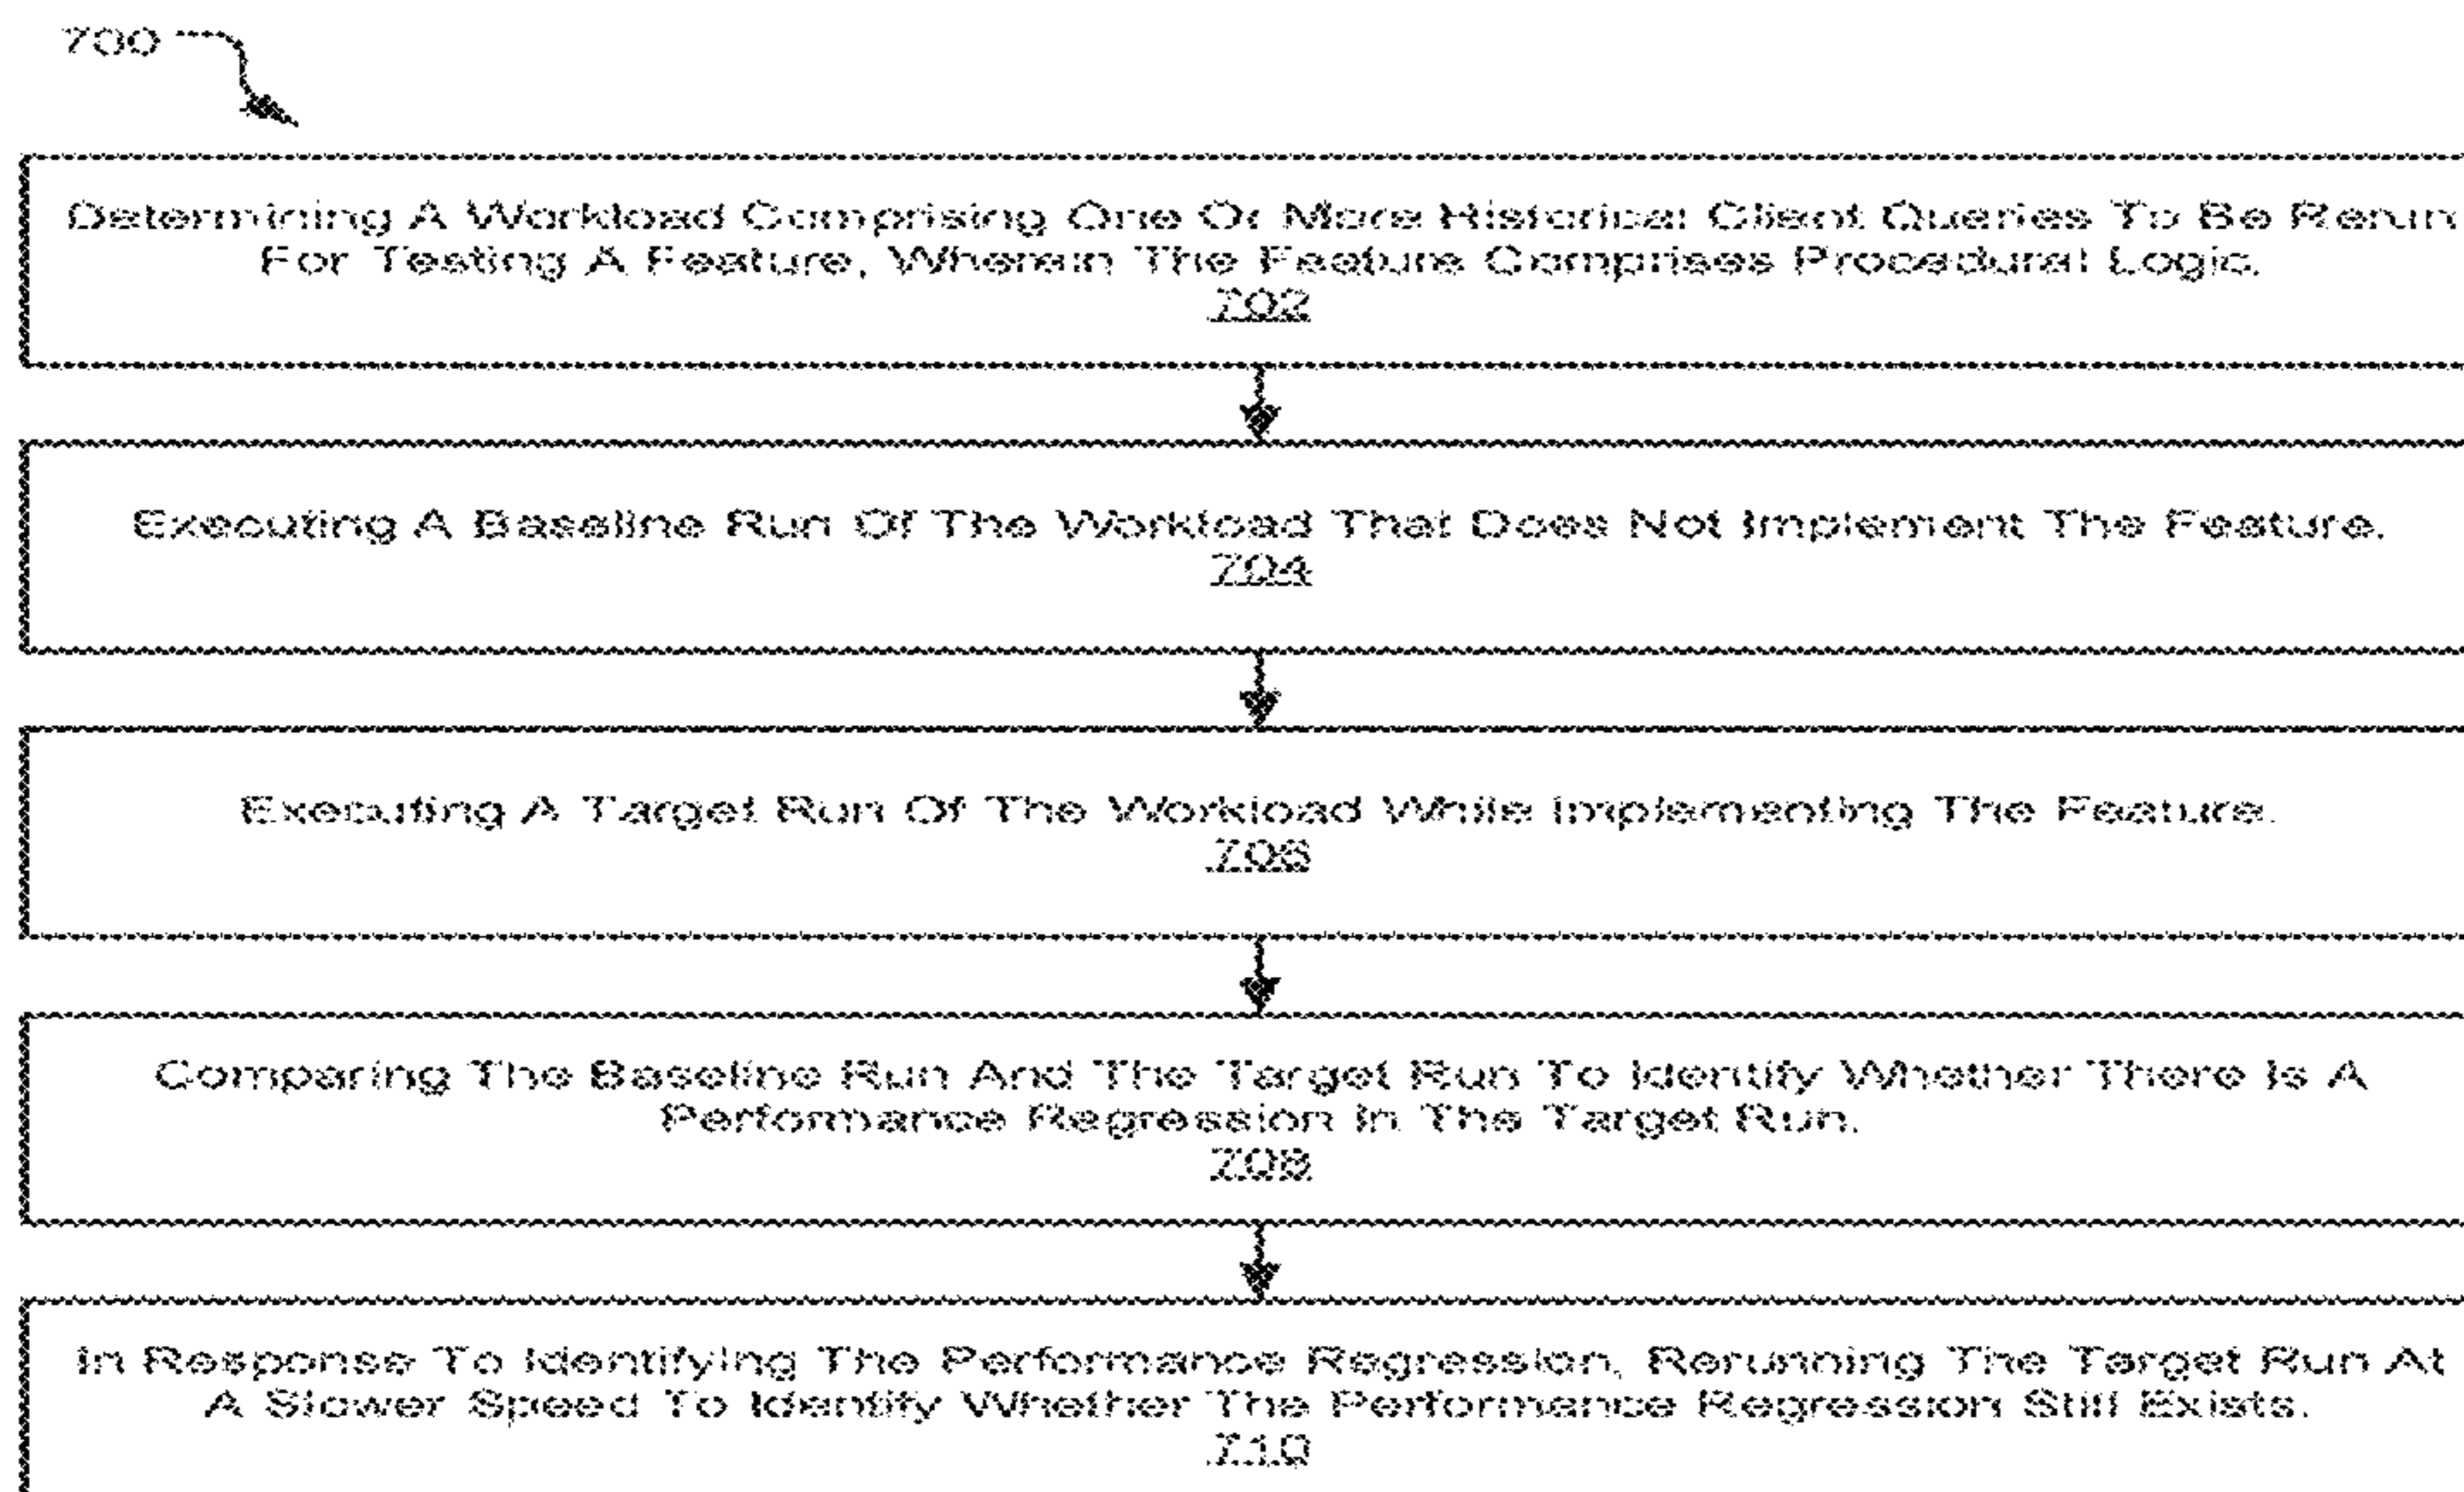 700
Determining A Workload Comprising One Or More Historical Client Queries To Be Rerun
For Testing A Feature, Wherein The Feature Comprises Procedural Logic.
702
Executing A Baseline Run Of The Workload That Does Not Implement The Feature.
704
Executing A Target Run Of The Workload While Implementing The Feature.
706
Comparing The Baseline Run And The Target Run To Identify Whether There Is A
Performance Regression In The Target Run.
708
In Response To Identifying The Performance Regression, Rerunning The Target Run At
A Slower Speed To Identify Whether The Performance Regression Still Exists.
710